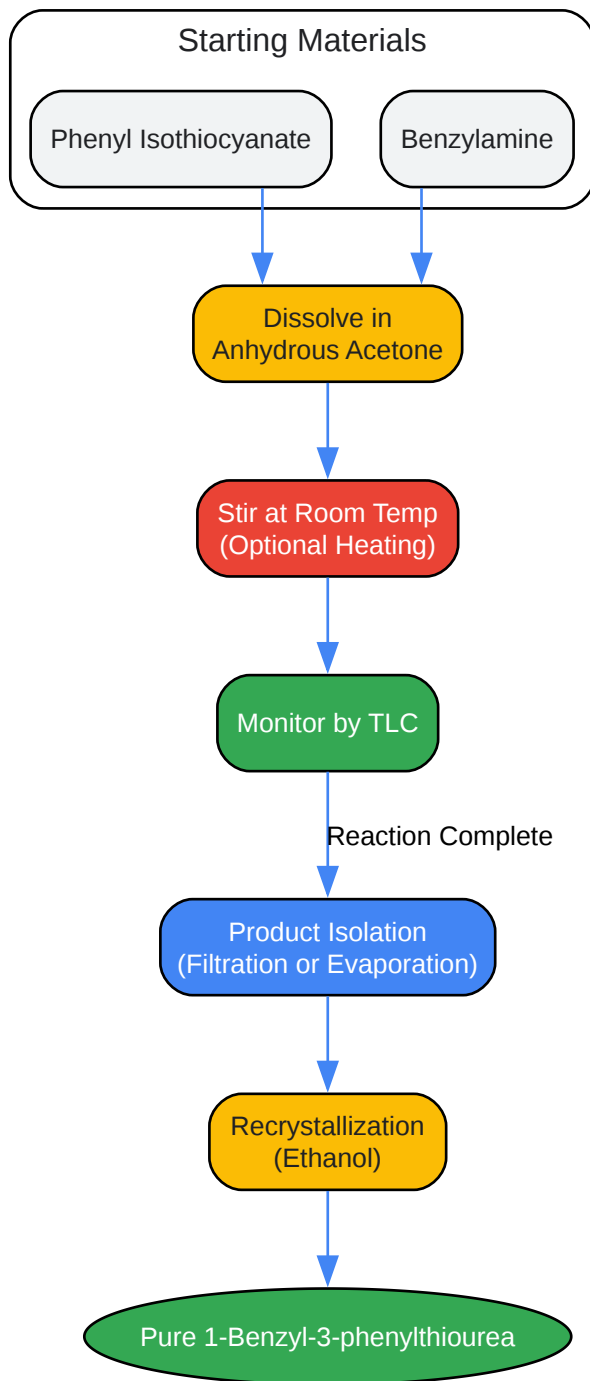 Starting Materials
Phenyl Isothiocyanate
Benzylamine
Dissolve in
Anhydrous Acetone
Stir at Room Temp
(Optional Heating)
Monitor by TLC
Reaction Complete
Product Isolation
(Filtration or Evaporation)
Recrystallization
(Ethanol)
Pure 1-Benzyl-3-phenylthiourea